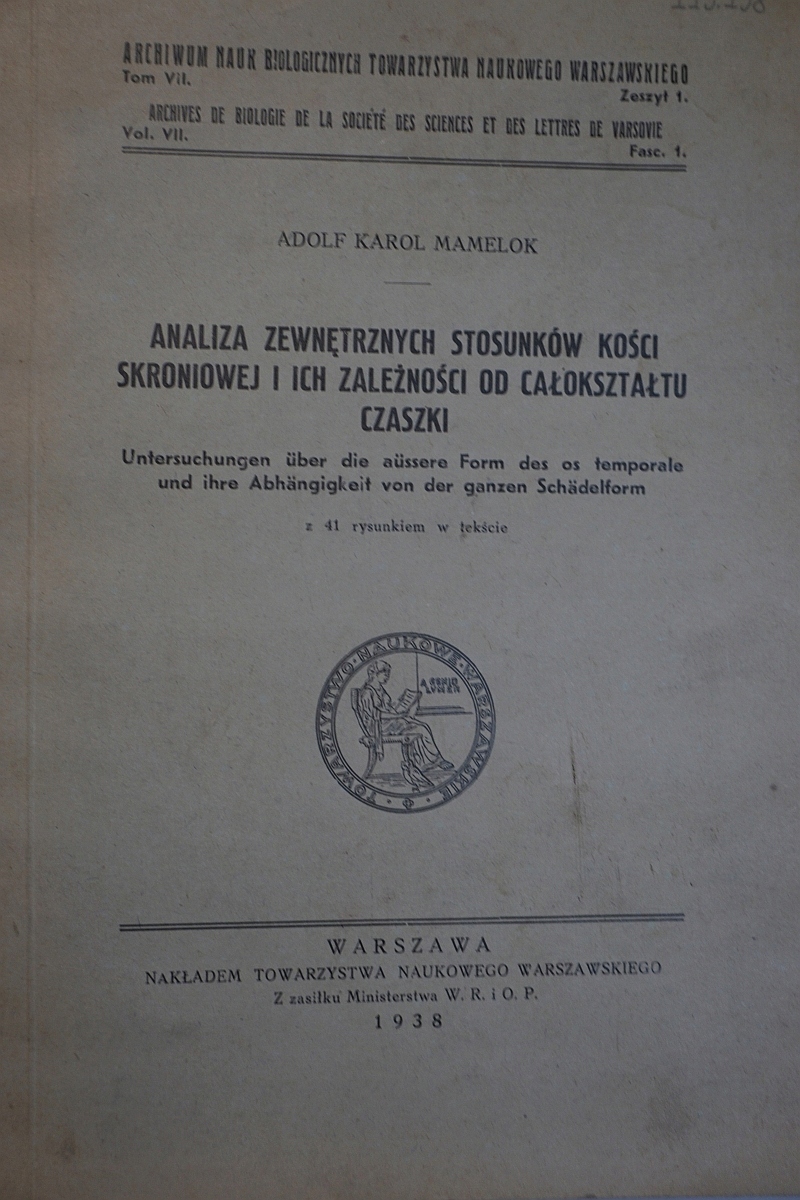 ARCHIWUM NAUK BIOLOGICZNYCH TOWARZYSTWA NAUKOWEGO WARSZAWSKIEGO
Tom VII.
Zeszyt 1.
ARCHIVES DE BIOLOGIE DE LA SOCIÉTÉ DES SCIENCES ET DES LETTRES DE VARSOVIE
Vol. VII.
Fasc. 1.
ADOLF KAROL MAMELOK
ANALIZA ZEWNĘTRZNYCH STOSUNKÓW KOŚCI
SKRONIOWEJ I ICH ZALEŻNOŚCI OD CAŁOKSZTAŁTU
CZASZKI
Untersuchungen über die aüssere Form des os temporale
und ihre Abhängigkeit von der ganzen Schädelform
z 41 rysunkiem w tekście
TOWARZYSTWO·NAUKOWE·WARSZAWSKIE
WARSZAWA
NAKŁADEM TOWARZYSTWA NAUKOWEGO WARSZAWSKIEGO
Z zasiłku Ministerstwa W. R. i O. P.
1938